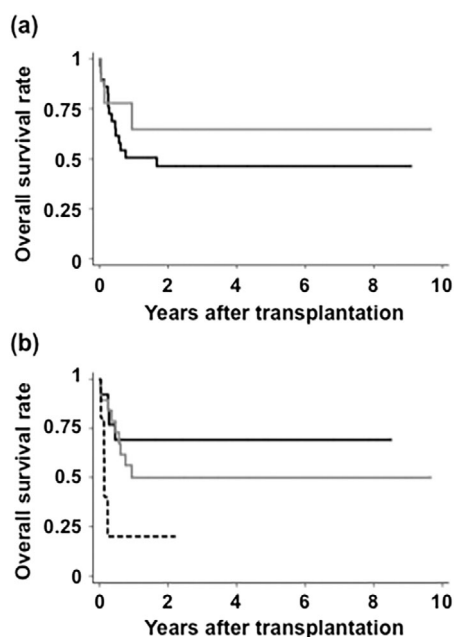 (a)
Overall survival rate
1
0.75
0.5
0.25
0
0 2 4 6 8 10
Years after transplantation
(b)
Overall survival rate
1
0.75
0.5
0.25
0
0 2 4 6 8 10
Years after transplantation